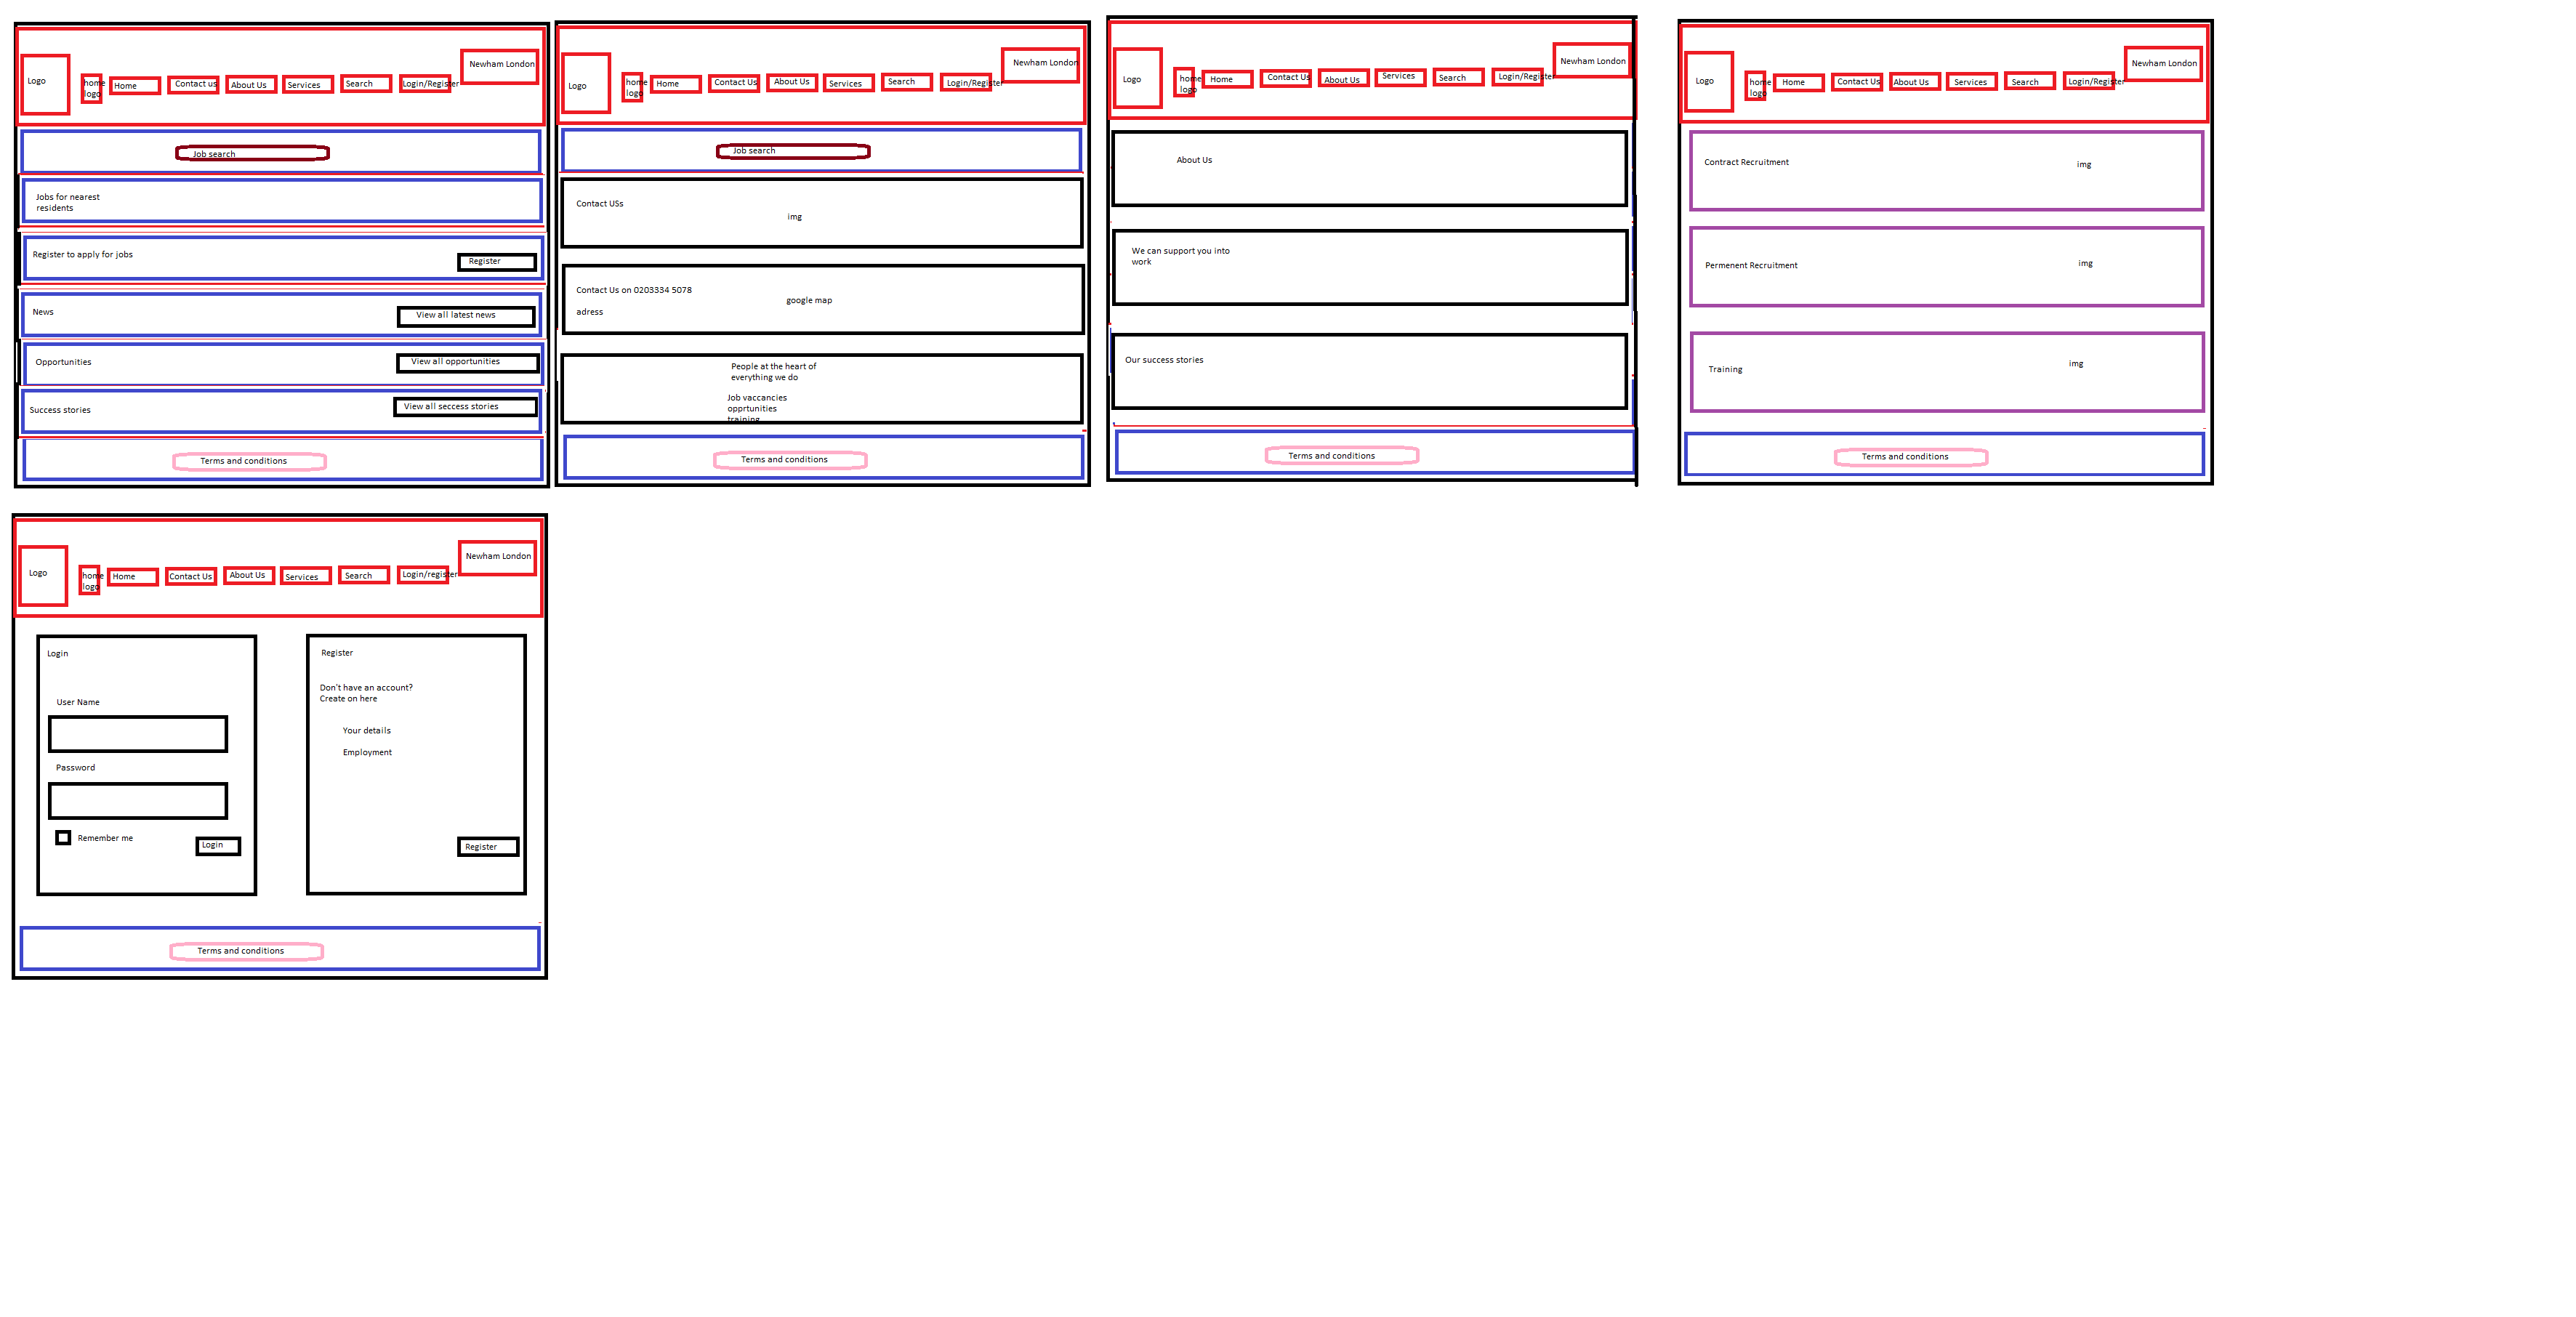 Newham London
Logo
home
logo
Home
Contact us
About Us
Services
Search
Login/Register
Job search
Jobs for nearest
residents
Register to apply for jobs
Register
News
View all latest news
Opportunities
View all opportunities
Success stories
View all seccess stories
Terms and conditions
Newham London
Logo
home
logo
Home
Contact Us
About Us
Services
Search
Login/Register
Job search
Contact USs
img
Contact Us on 0203334 5078
google map
adress
People at the heart of
everything we do
Job vaccancies
opprtunities
training
Terms and conditions
Newham London
Logo
home
logo
Home
Contact Us
About Us
Services
Search
Login/Register
About Us
We can support you into
work
Our success stories
Terms and conditions
Newham London
Logo
home
logo
Home
Contact Us
About Us
Services
Search
Login/Register
Contract Recruitment
img
Permenent Recruitment
img
Training
img
Terms and conditions
Newham London
Logo
home
logo
Home
Contact Us
About Us
Services
Search
Login/register
Login
User Name
Password
Remember me
Login
Register
Don't have an account?
Create on here
Your details
Employment
Register
Terms and conditions